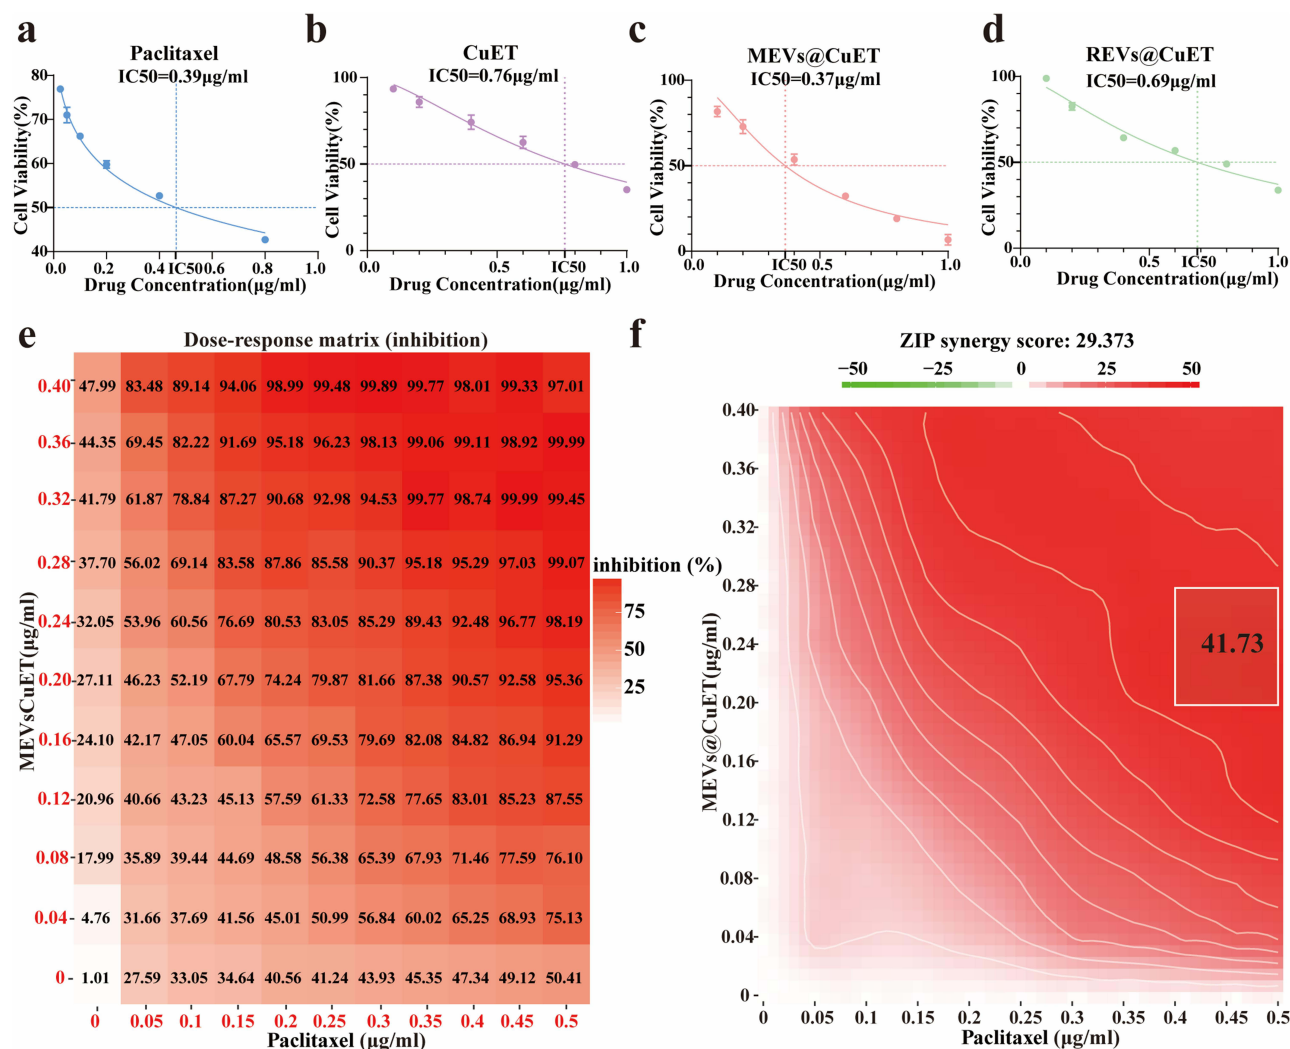 a
Paclitaxel
IC50=0.39μg/ml
Cell Viability(%)
80
70
60
50
40
0.0 0.2 0.4 IC50 0.6 0.8 1.0
Drug Concentration(μg/ml)
b
CuET
IC50=0.76μg/ml
Cell Viability(%)
100
50
0
0.0 0.5 IC50 1.0
Drug Concentration(μg/ml)
c
MEVs@CuET
IC50=0.37μg/ml
Cell Viability(%)
100
50
0
0.0 IC50 0.5 1.0
Drug Concentration(μg/ml)
d
REVs@CuET
IC50=0.69μg/ml
Cell Viability(%)
100
50
0
0.0 0.5 IC50 1.0
Drug Concentration(μg/ml)
e
Dose-response matrix (inhibition)
MEVsCuET(μg/ml)
0.40 47.99 83.48 89.14 94.06 98.99 99.48 99.89 99.77 98.01 99.33 97.01
0.36 44.35 69.45 82.22 91.69 95.18 96.23 98.13 99.06 99.11 98.92 99.99
0.32 41.79 61.87 78.84 87.27 90.68 92.98 94.53 99.77 98.74 99.99 99.45
0.28 37.70 56.02 69.14 83.58 87.86 85.58 90.37 95.18 95.29 97.03 99.07
0.24 32.05 53.96 60.56 76.69 80.53 83.05 85.29 89.43 92.48 96.77 98.19
0.20 27.11 46.23 52.19 67.79 74.24 79.87 81.66 87.38 90.57 92.58 95.36
0.16 24.10 42.17 47.05 60.04 65.57 69.53 79.69 82.08 84.82 86.94 91.29
0.12 20.96 40.66 43.23 45.13 57.59 61.33 72.58 77.65 83.01 85.23 87.55
0.08 17.99 35.89 39.44 44.69 48.58 56.38 65.39 67.93 71.46 77.59 76.10
0.04 4.76 31.66 37.69 41.56 45.01 50.99 56.84 60.02 65.25 68.93 75.13
0 1.01 27.59 33.05 34.64 40.56 41.24 43.93 45.35 47.34 49.12 50.41
0 0.05 0.1 0.15 0.2 0.25 0.3 0.35 0.4 0.45 0.5
Paclitaxel (μg/ml)
inhibition (%)
75
50
25
f
ZIP synergy score: 29.373
−50 −25 0 25 50
MEVs@CuET(μg/ml)
0.40
0.36
0.32
0.28
0.24
0.20
0.16
0.12
0.08
0.04
0
41.73
0 0.05 0.1 0.15 0.2 0.25 0.3 0.35 0.4 0.45 0.5
Paclitaxel (μg/ml)